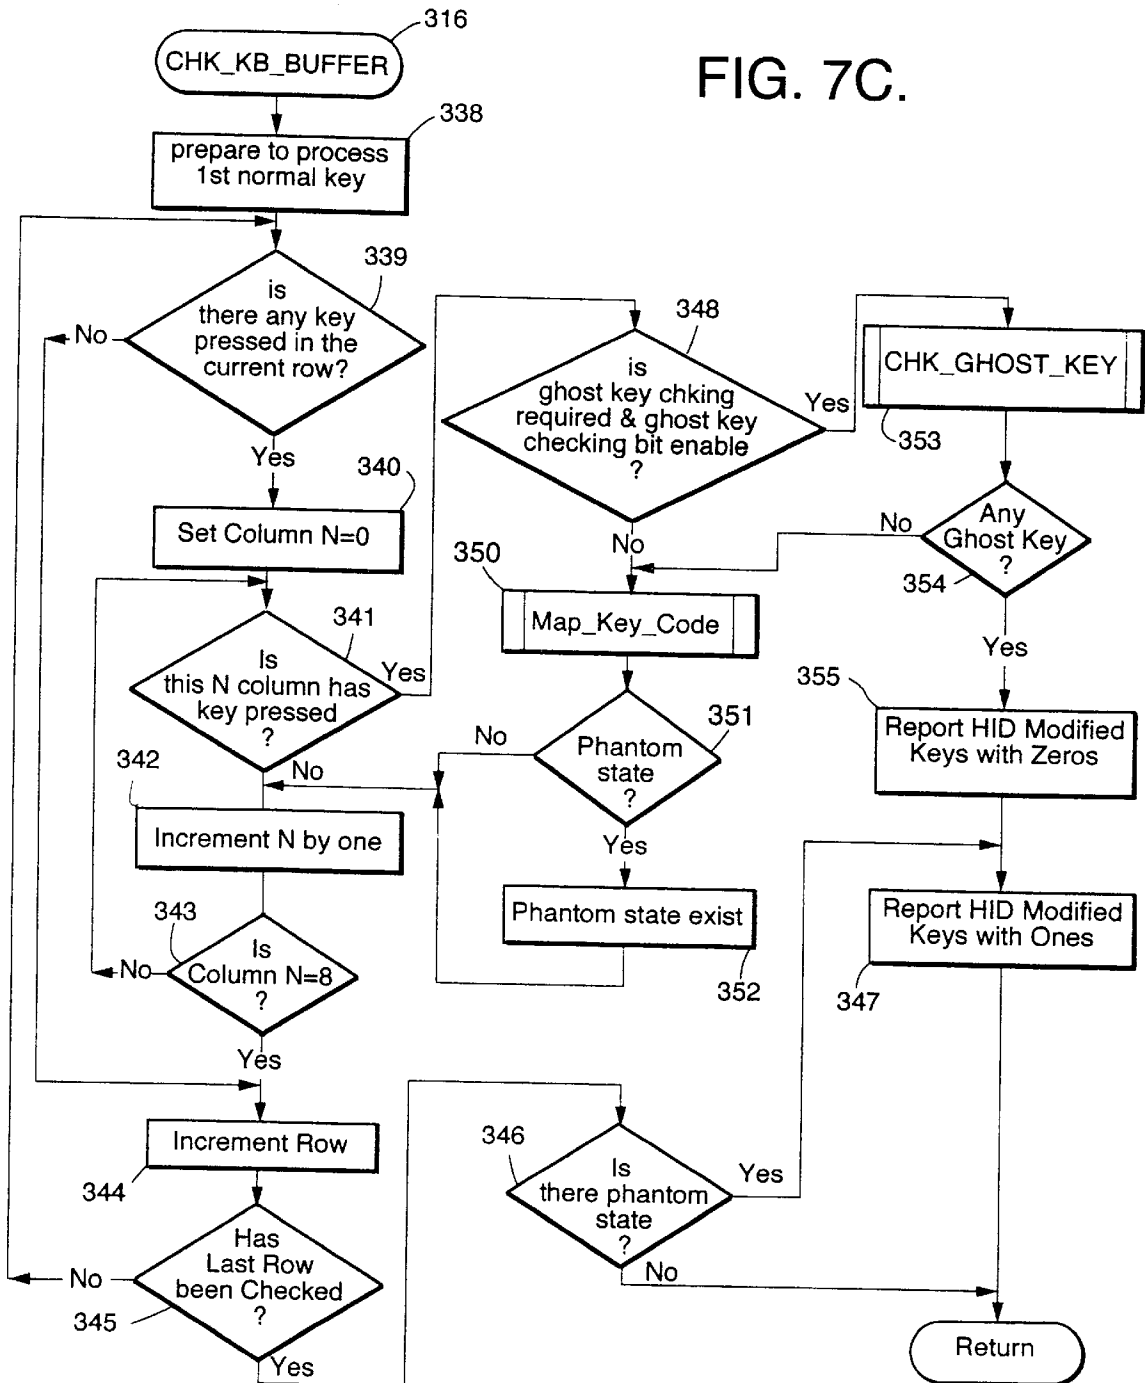 316
CHK_KB_BUFFER
FIG. 7C.
338
prepare to process
1st normal key
339
is
there any key
pressed in the
current row?
No
Yes
340
Set Column N=0
341
Is
this N column has
key pressed
?
Yes
No
342
Increment N by one
343
Is
Column N=8
?
No
Yes
Increment Row
344
Has
Last Row
been Checked
?
No
345
Yes
348
is
ghost key chking
required & ghost key
checking bit enable
?
Yes
No
350
Map_Key_Code
351
Phantom
state
?
No
Yes
Phantom state exist
352
346
Is
there phantom
state
?
Yes
No
CHK_GHOST_KEY
353
Any
Ghost Key
?
No
354
Yes
355
Report HID Modified
Keys with Zeros
Report HID Modified
Keys with Ones
347
Return